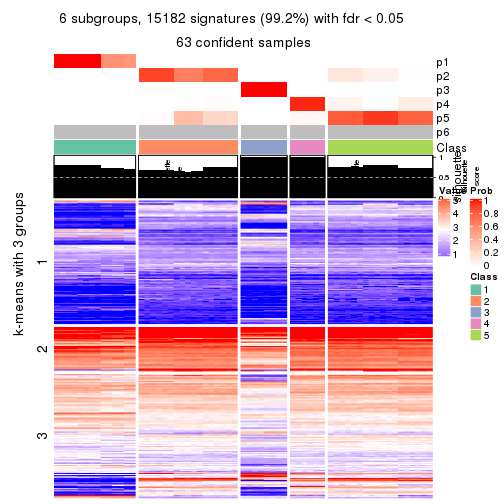 6 subgroups, 15182 signatures (99.2%) with fdr < 0.05
63 confident samples
p1
p2
p3
p4
p5
p6
Class
1
0.5
0
silhouette
score
k-means with 3 groups
1
2
3
Value
5
4
3
2
1
Prob
1
0.8
0.6
0.4
0.2
0
Class
1
2
3
4
5